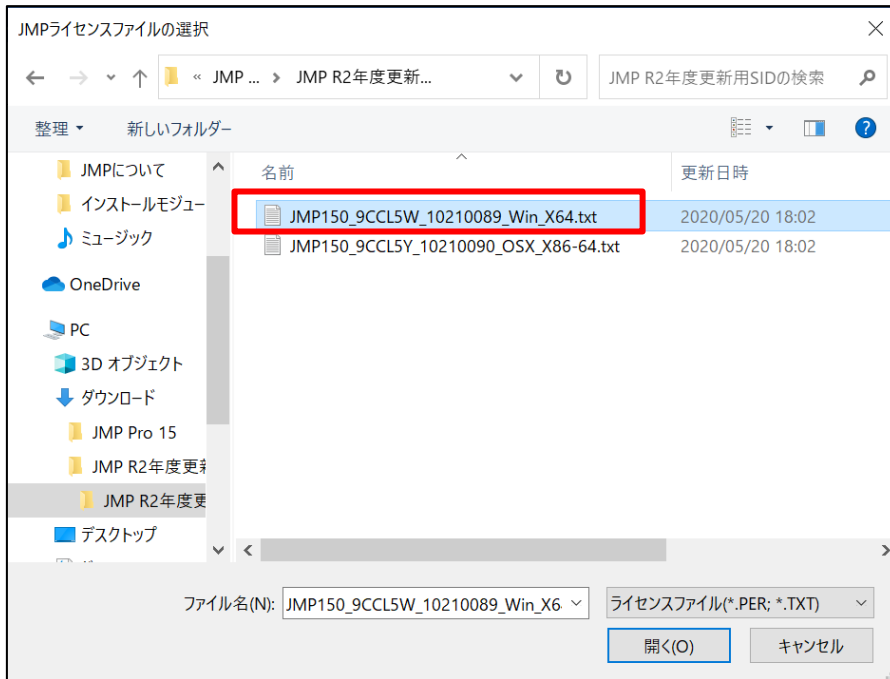 JMPライセンスファイルの選択
« JMP ... › JMP R2年度更新...
JMP R2年度更新用SIDの検索
整理
新しいフォルダー
JMPについて
インストールモジュー
ミュージック
OneDrive
PC
3D オブジェクト
ダウンロード
JMP Pro 15
JMP R2年度更新
JMP R2年度更
デスクトップ
名前
更新日時
JMP150_9CCL5W_10210089_Win_X64.txt
2020/05/20 18:02
JMP150_9CCL5Y_10210090_OSX_X86-64.txt
2020/05/20 18:02
ファイル名(N):
JMP150_9CCL5W_10210089_Win_X6
ライセンスファイル(*.PER; *.TXT)
開く(O)
キャンセル